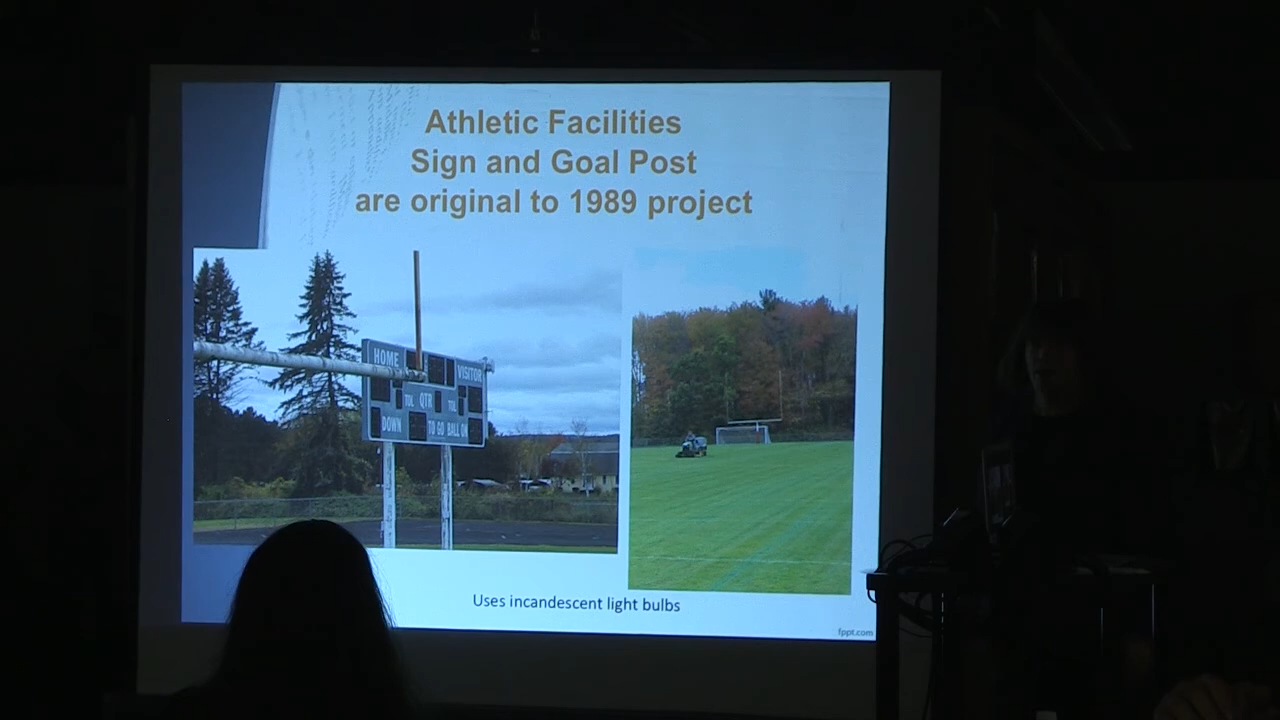 Athletic Facilities
Sign and Goal Post
are original to 1989 project
HOME
VISITOR
TOL QTR TOL
DOWN TO GO BALL ON
Uses incandescent light bulbs
fppt.com